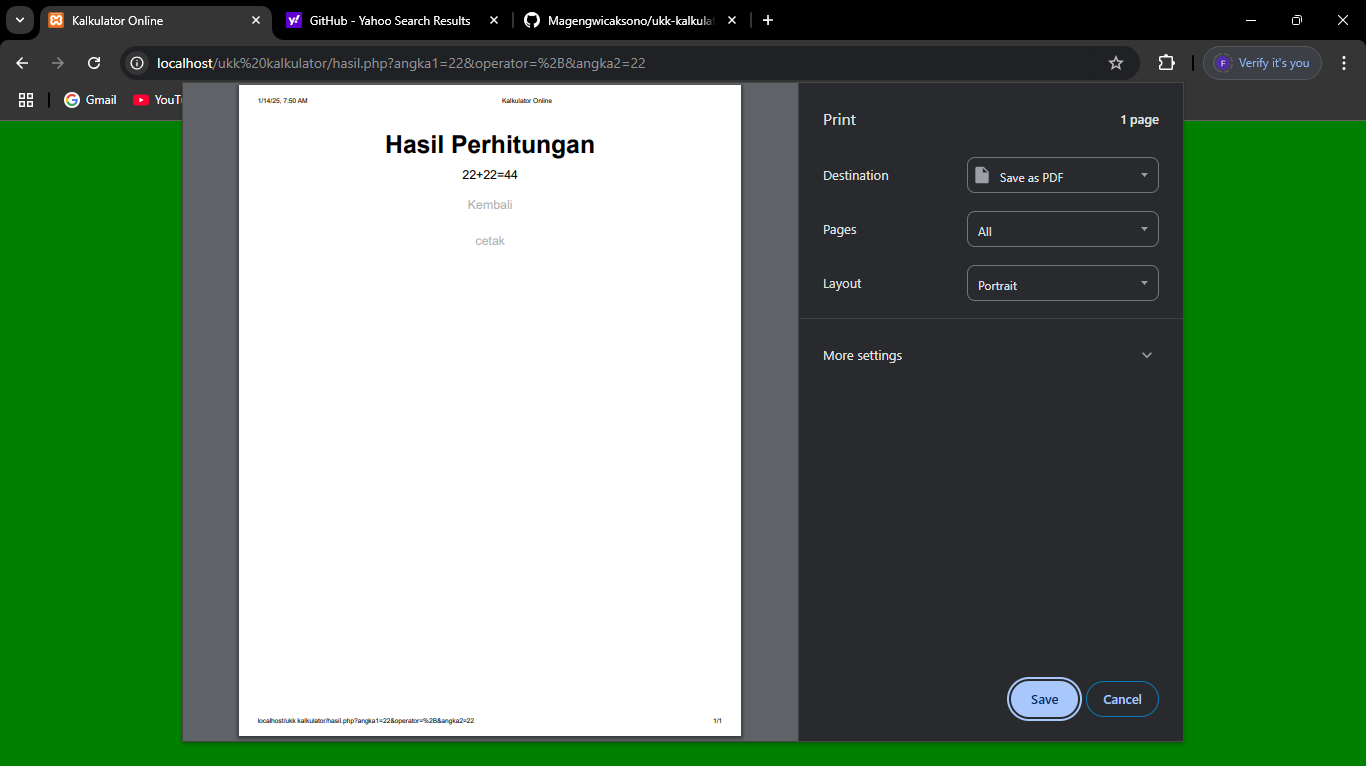 Kalkulator Online
GitHub - Yahoo Search Results
Magengwicaksono/ukk-kalkula
localhost/ukk%20kalkulator/hasil.php?angka1=22&operator=%2B&angka2=22
F
Verify it's you
Gmail
YouT
1/14/25, 7:50 AM
Kalkulator Online
Hasil Perhitungan
22+22=44
Kembali
cetak
localhost/ukk kalkulator/hasil.php?angka1=22&operator=%2B&angka2=22
1/1
Print
1 page
Destination
Save as PDF
Pages
All
Layout
Portrait
More settings
Save
Cancel